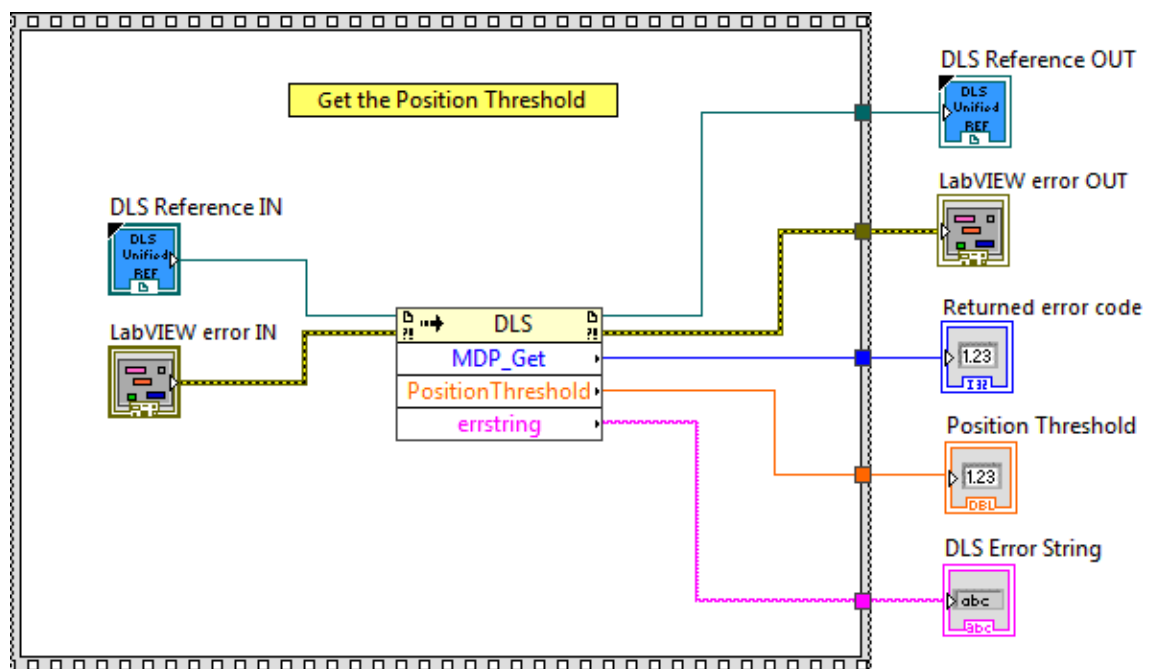 Get the Position Threshold
DLS Reference IN
DLS
Unified
REF
LabVIEW error IN
?!
DLS
?!
MDP_Get
PositionThreshold
errstring
DLS Reference OUT
DLS
Unified
REF
LabVIEW error OUT
Returned error code
1.23
I32
Position Threshold
1.23
DBL
DLS Error String
abc
abc